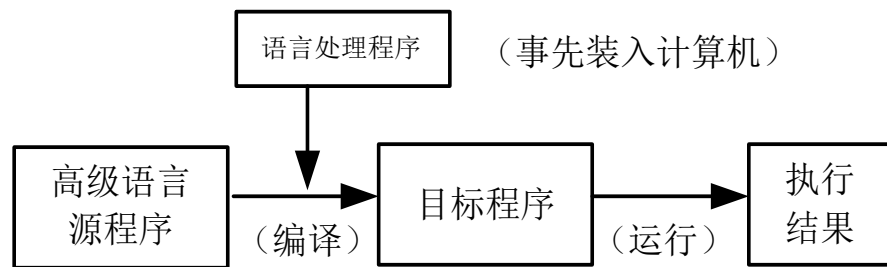 语言处理程序
（事先装入计算机）
高级语言
源程序
（编译）
目标程序
（运行）
执行
结果